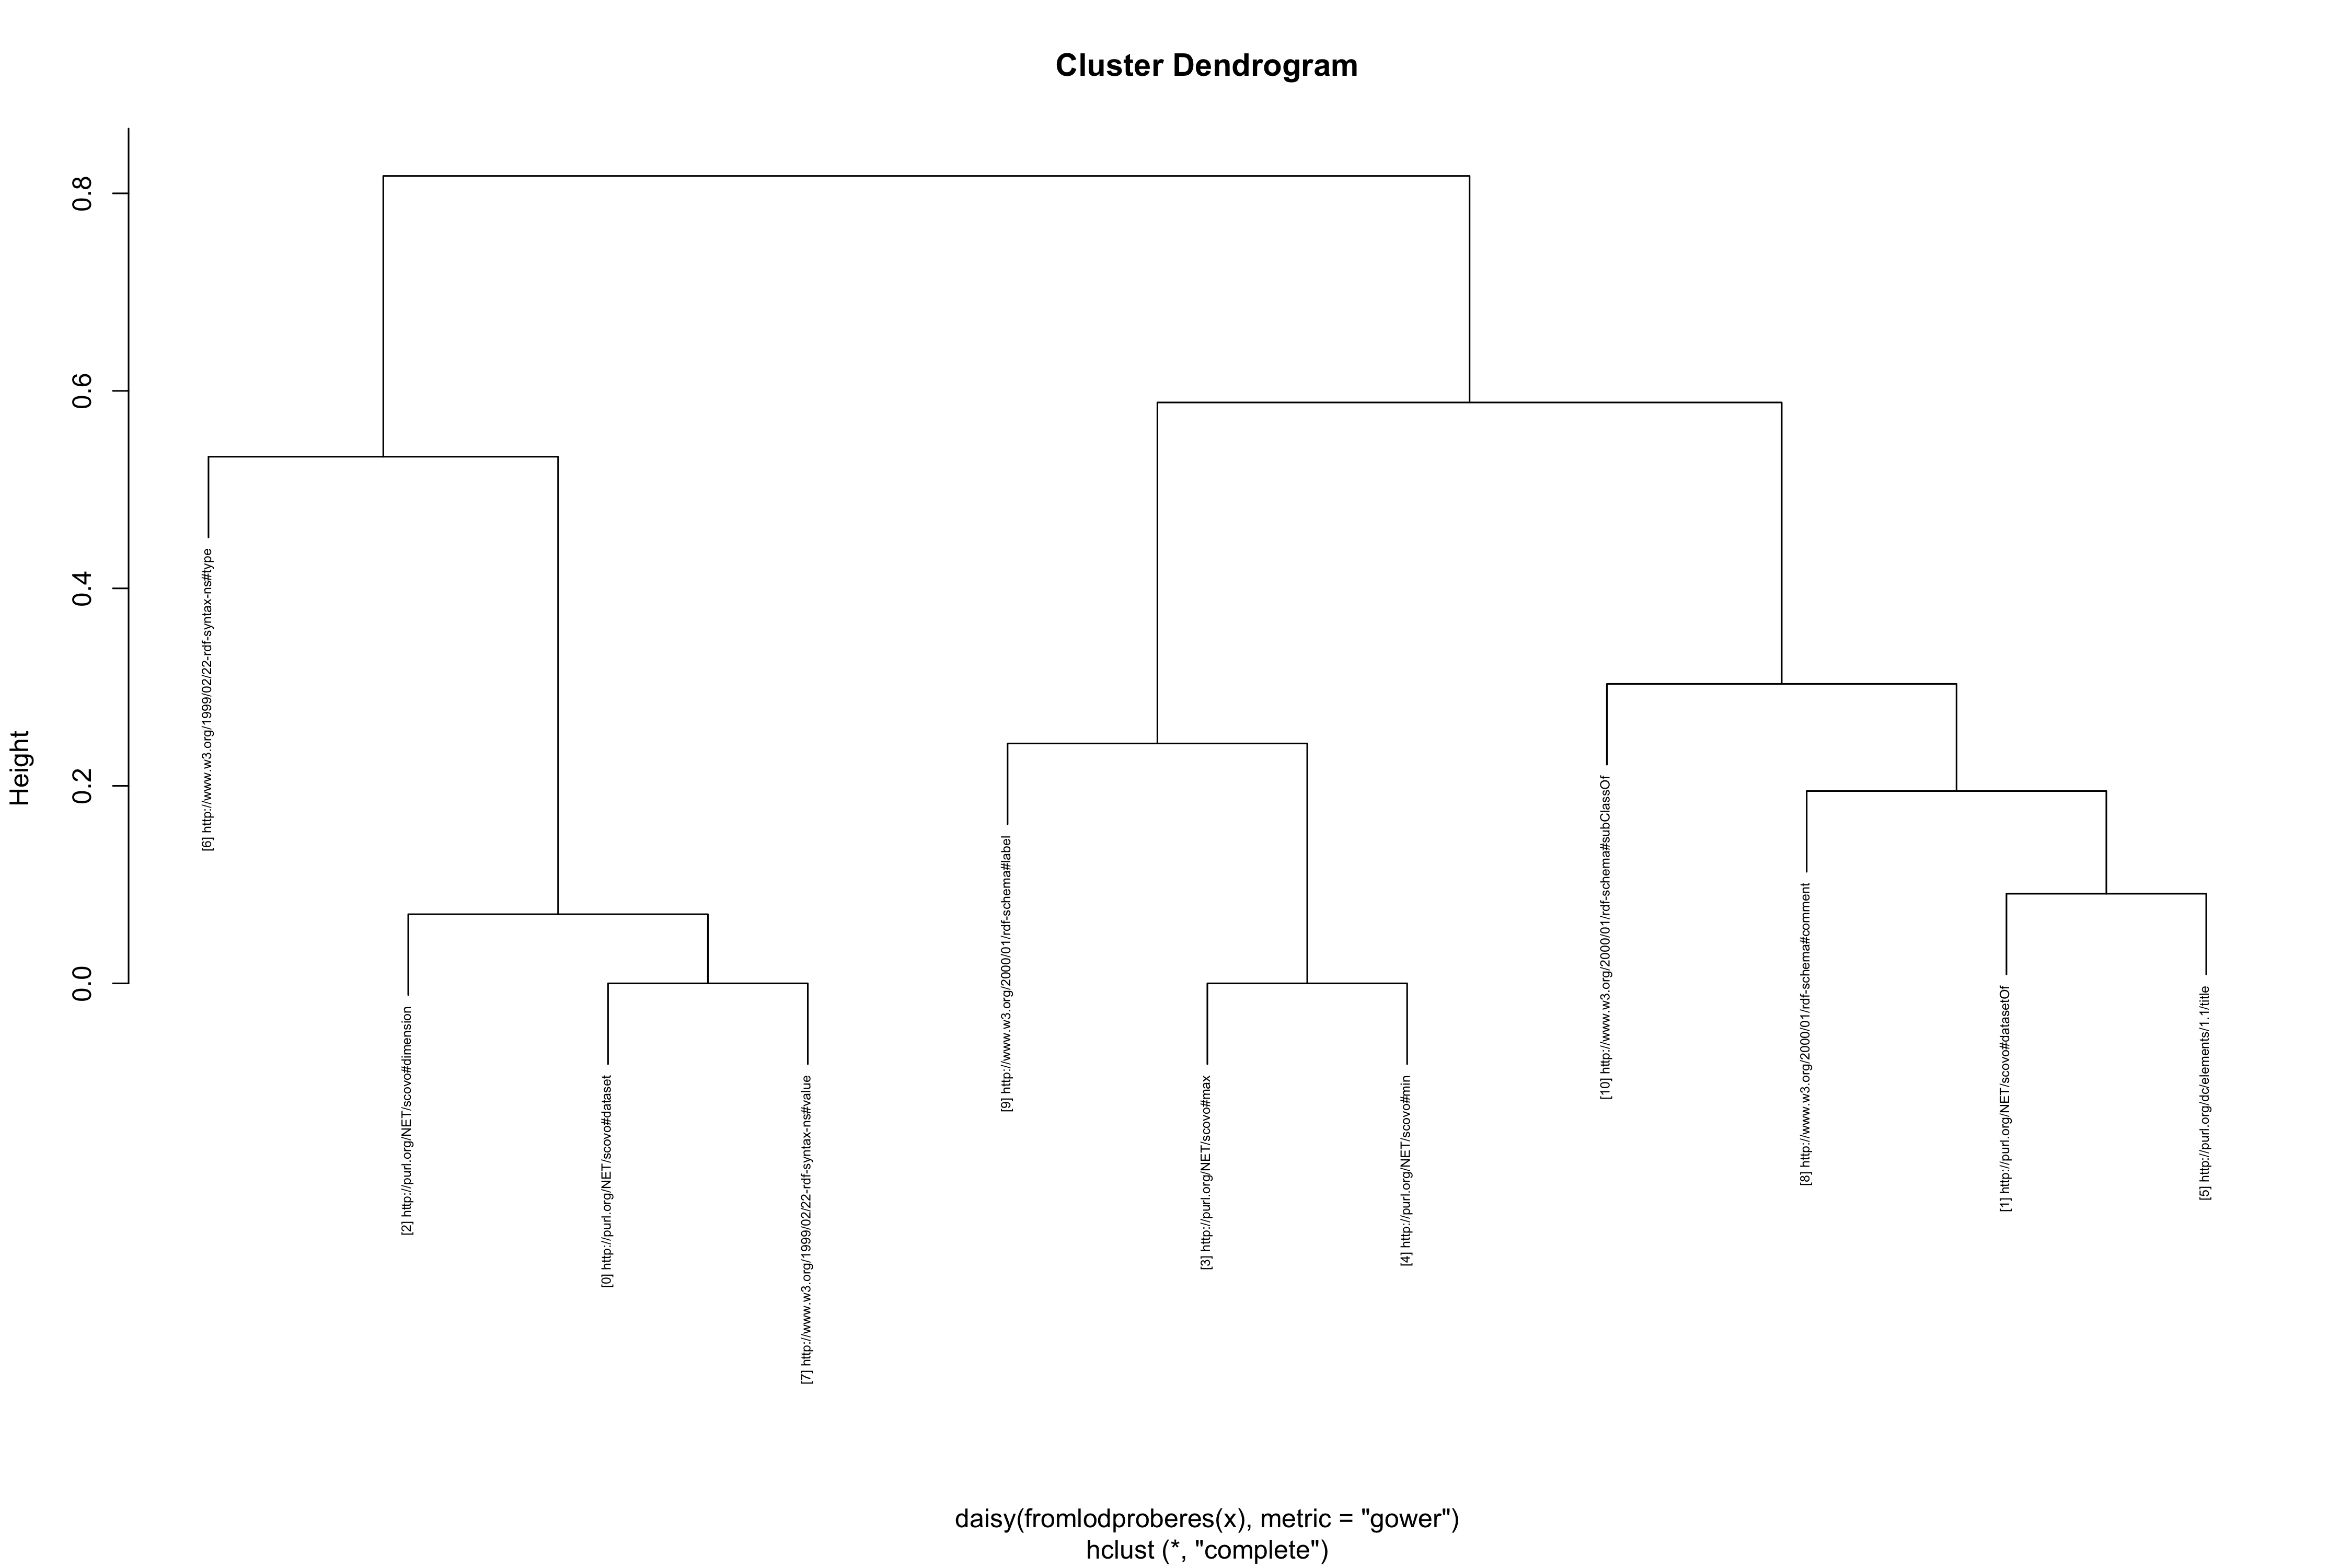 Cluster Dendrogram
Height
0.0
0.2
0.4
0.6
0.8
[6] http://www.w3.org/1999/02/22-rdf-syntax-ns#type
[2] http://purl.org/NET/scovo#dimension
[0] http://purl.org/NET/scovo#dataset
[7] http://www.w3.org/1999/02/22-rdf-syntax-ns#value
[9] http://www.w3.org/2000/01/rdf-schema#label
[3] http://purl.org/NET/scovo#max
[4] http://purl.org/NET/scovo#min
[10] http://www.w3.org/2000/01/rdf-schema#subClassOf
[8] http://www.w3.org/2000/01/rdf-schema#comment
[1] http://purl.org/NET/scovo#datasetOf
[5] http://purl.org/dc/elements/1.1/title
daisy(fromlodproberes(x), metric = "gower")
hclust (*, "complete")